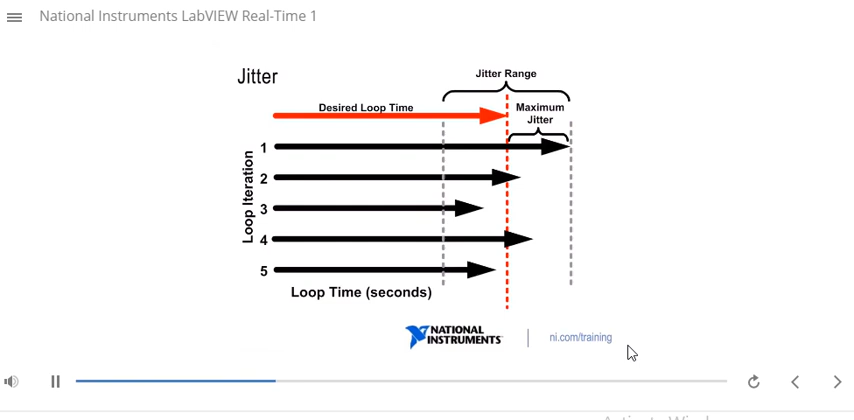 National Instruments LabVIEW Real-Time 1
Jitter
Jitter Range
Desired Loop Time
Maximum
Jitter
Loop Iteration
1
2
3
4
5
Loop Time (seconds)
NATIONAL
INSTRUMENTS
ni.com/training